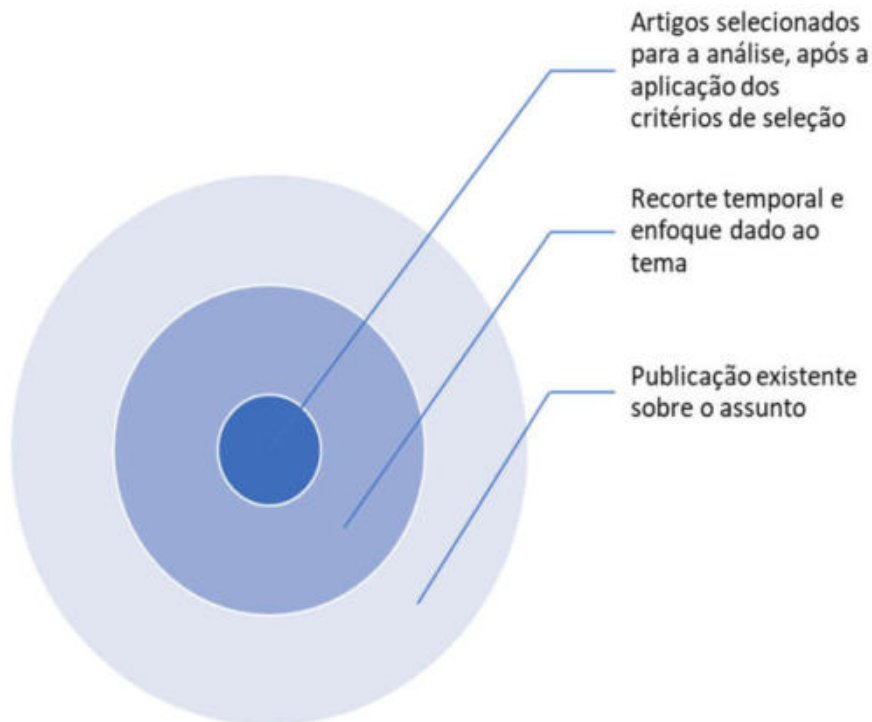 Artigos selecionados
para a análise, após a
aplicação dos
critérios de seleção
Recorte temporal e
enfoque dado ao
tema
Publicação existente
sobre o assunto